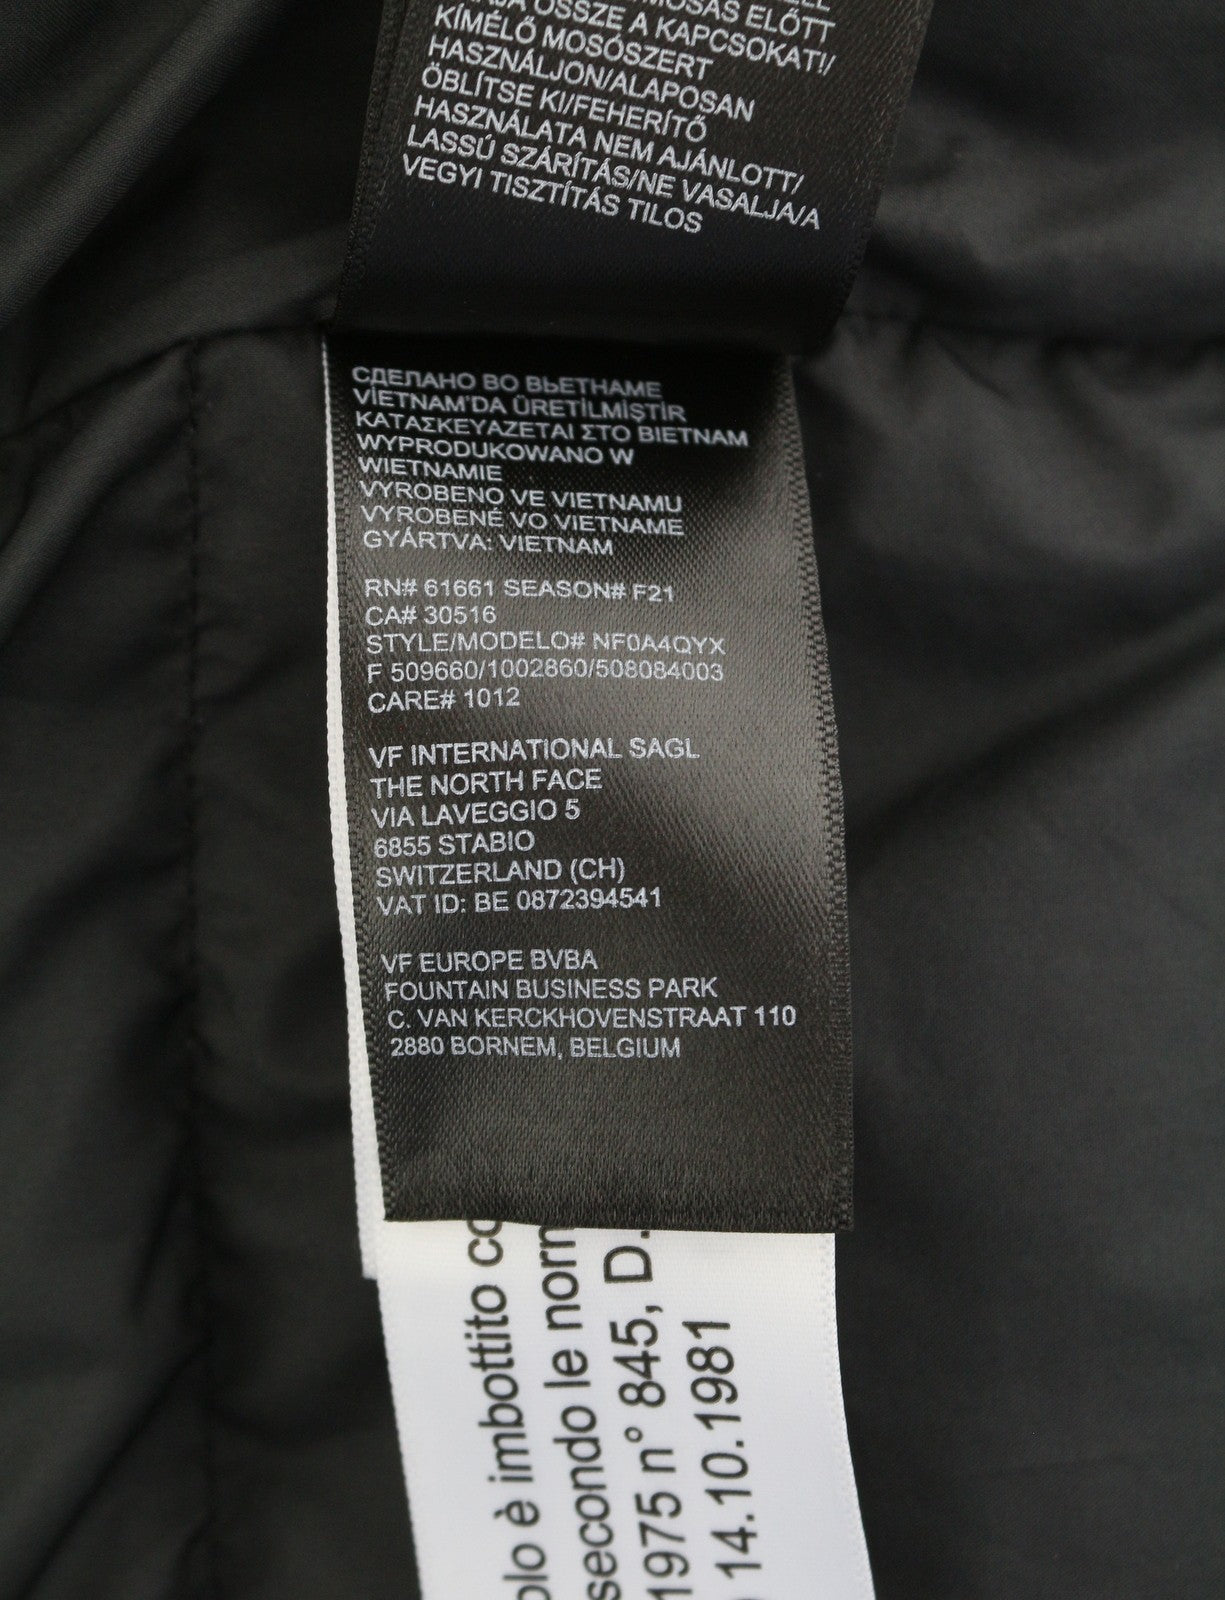 ELŐTT
ÖSSZE A KAPCSOKAT!/
KÍMÉLŐ MOSÓSZERT
HASZNÁLJON/ALAPOSAN
ÖBLÍTSE KI/FEHERÍTŐ
HASZNÁLATA NEM AJÁNLOTT/
LASSÚ SZÁRÍTÁS/NE VASALJA/A
VEGYI TISZTÍTÁS TILOS
СДЕЛАНО ВО ВЬЕТНАМЕ
VİETNAM'DA ÜRETİLMİŞTİR
ΚΑΤΑΣΚΕΥΑΖΕΤΑΙ ΣΤΟ ΒΙΕΤΝΑΜ
WYPRODUKOWANO W
WIETNAMIE
VYROBENO VE VIETNAMU
VYROBENÉ VO VIETNAME
GYÁRTVA: VIETNAM
RN# 61661 SEASON# F21
CA# 30516
STYLE/MODELO# NF0A4QYX
F 509660/1002860/508084003
CARE# 1012
VF INTERNATIONAL SAGL
THE NORTH FACE
VIA LAVEGGIO 5
6855 STABIO
SWITZERLAND (CH)
VAT ID: BE 0872394541
VF EUROPE BVBA
FOUNTAIN BUSINESS PARK
C. VAN KERCKHOVENSTRAAT 110
2880 BORNEM, BELGIUM
è imbottito
secondo le
1975 n° 845, D.
14.10.1981